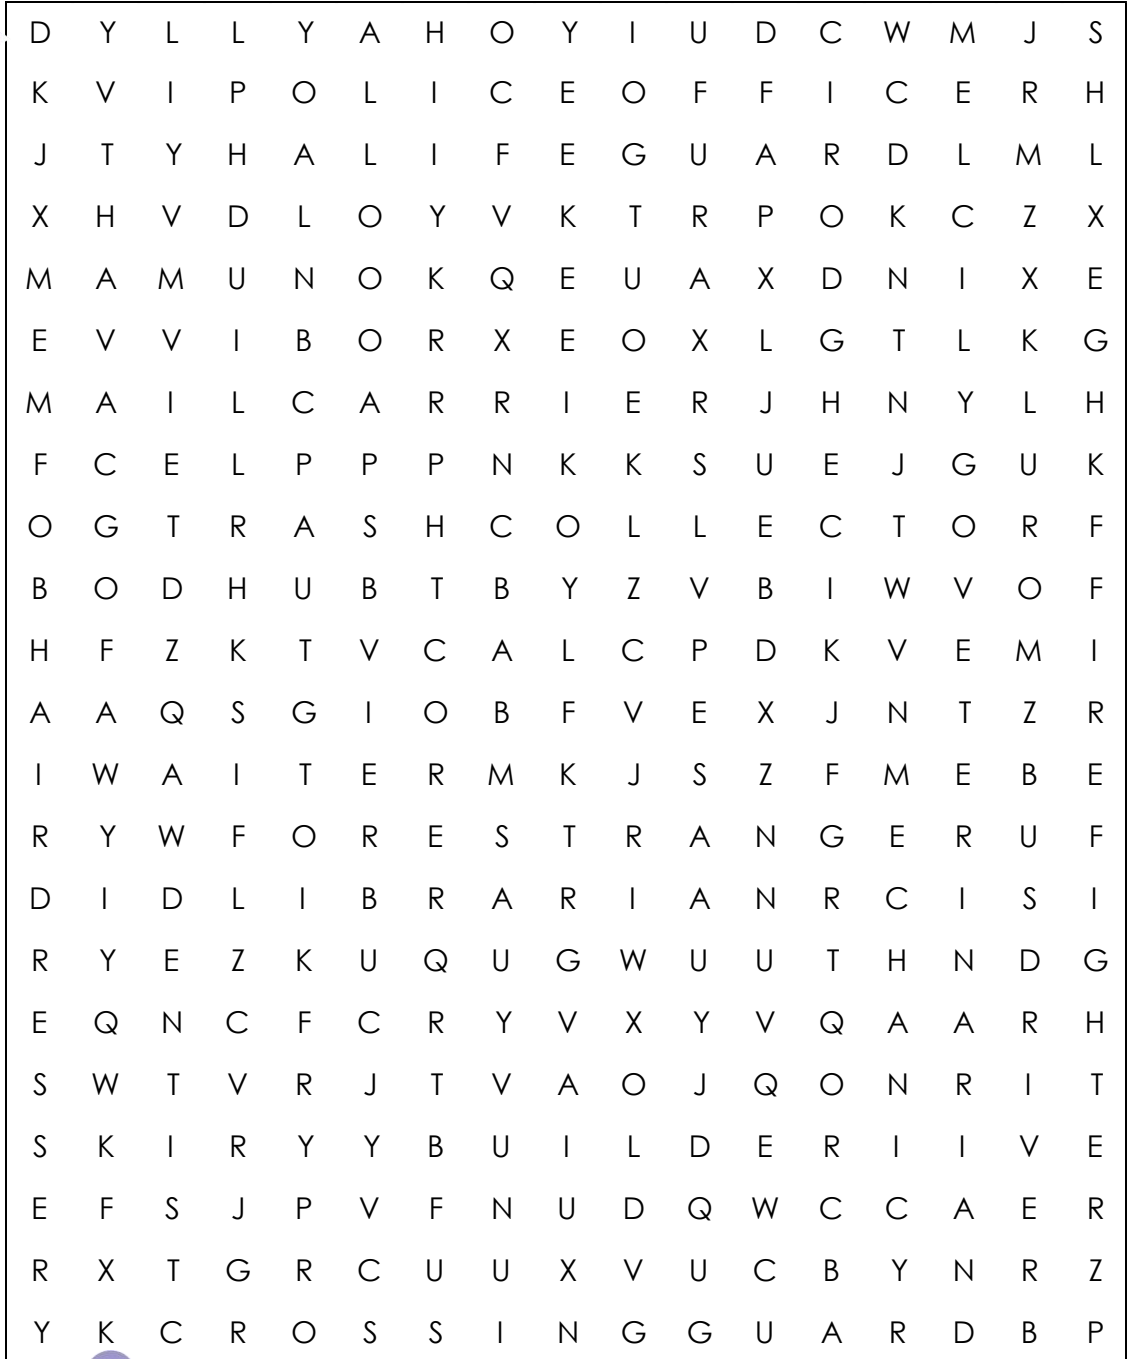 D Y L L Y A H O Y I U D C W M J S
K V I P O L I C E O F F I C E R H
J T Y H A L I F E G U A R D L M L
X H V D L O Y V K T R P O K C Z X
M A M U N O K Q E U A X D N I X E
E V V I B O R X E O X L G T L K G
M A I L C A R R I E R J H N Y L H
F C E L P P P N K K S U E J G U K
O G T R A S H C O L L E C T O R F
B O D H U B T B Y Z V B I W V O F
H F Z K T V C A L C P D K V E M I
A A Q S G I O B F V E X J N T Z R
I W A I T E R M K J S Z F M E B E
R Y W F O R E S T R A N G E R U F
D I D L I B R A R I A N R C I S I
R Y E Z K U Q U G W U U T H N D G
E Q N C F C R Y V X Y V Q A A R H
S W T V R J T V A O J Q O N R I T
S K I R Y Y B U I L D E R I I V E
E F S J P V F N U D Q W C C A E R
R X T G R C U U X V U C B Y N R Z
Y K C R O S S I N G G U A R D B P